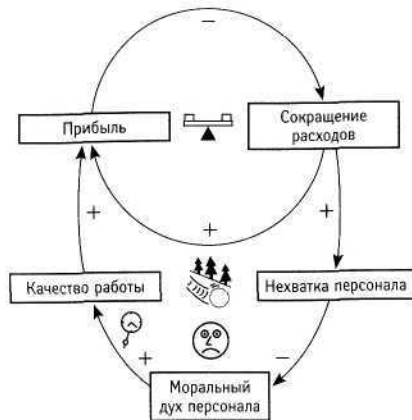 −
Прибыль
Сокращение
расходов
+
+
+
Качество работы
Нехватка персонала
+
−
Моральный
дух персонала